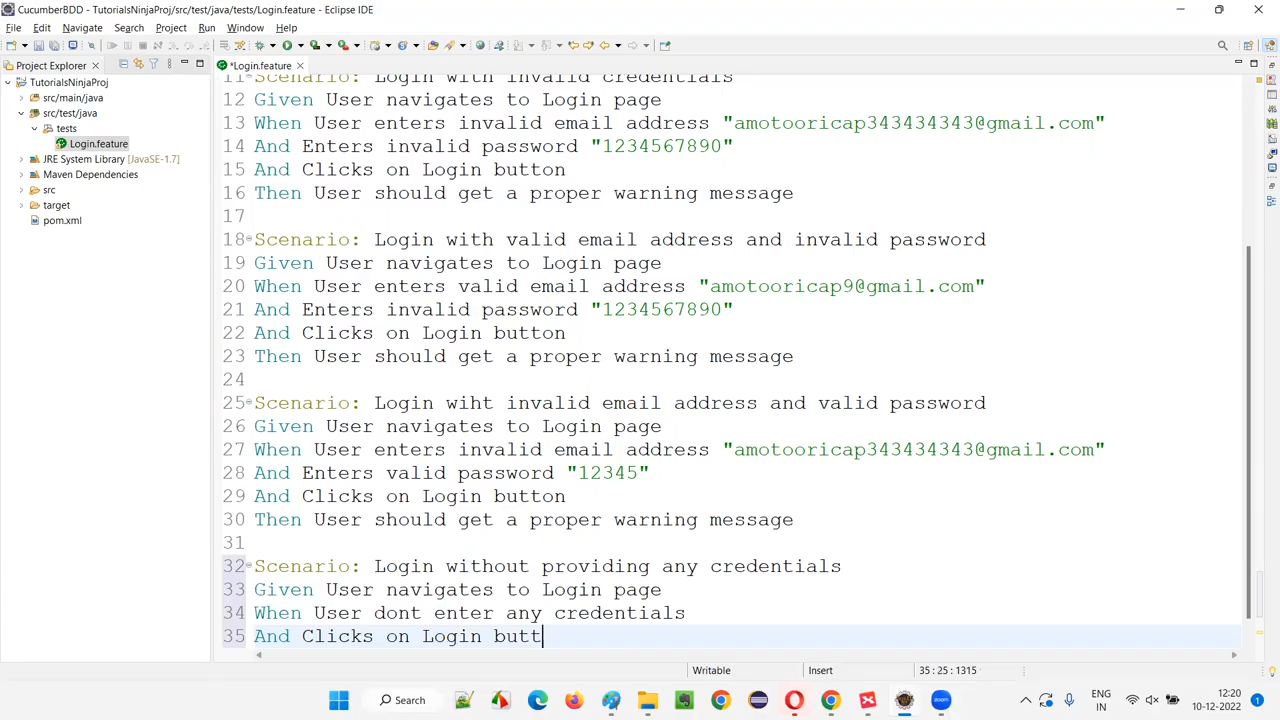 CucumberBDD - TutorialsNinjaProj/src/test/java/tests/Login.feature - Eclipse IDE
File Edit Navigate Search Project Run Window Help
Project Explorer
*Login.feature
TutorialsNinjaProj
src/main/java
src/test/java
tests
Login.feature
JRE System Library [JavaSE-1.7]
Maven Dependencies
src
target
pom.xml
11 Scenario: Login with invalid credentials
12 Given User navigates to Login page
13 When User enters invalid email address "amotooricap343434343@gmail.com"
14 And Enters invalid password "1234567890"
15 And Clicks on Login button
16 Then User should get a proper warning message
17
18 Scenario: Login with valid email address and invalid password
19 Given User navigates to Login page
20 When User enters valid email address "amotooricap9@gmail.com"
21 And Enters invalid password "1234567890"
22 And Clicks on Login button
23 Then User should get a proper warning message
24
25 Scenario: Login wiht invalid email address and valid password
26 Given User navigates to Login page
27 When User enters invalid email address "amotooricap343434343@gmail.com"
28 And Enters valid password "12345"
29 And Clicks on Login button
30 Then User should get a proper warning message
31
32 Scenario: Login without providing any credentials
33 Given User navigates to Login page
34 When User dont enter any credentials
35 And Clicks on Login butt
Writable Insert 35 : 25 : 1315
Search
zoom
ENG
IN
12:20
10-12-2022
1